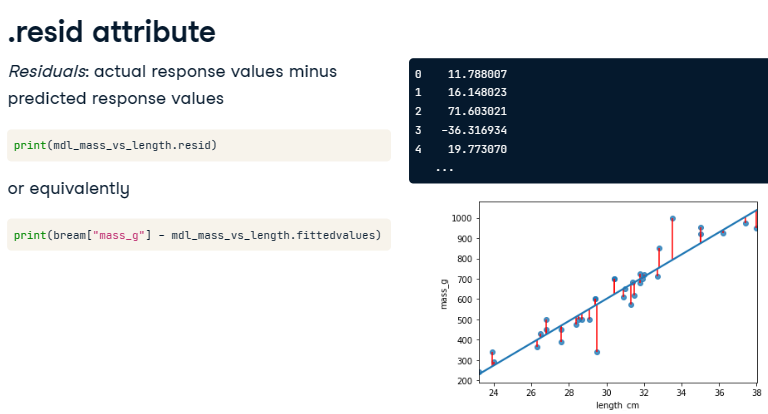 .resid attribute
Residuals: actual response values minus
predicted response values
print(mdl_mass_vs_length.resid)
or equivalently
print(bream["mass_g"] - mdl_mass_vs_length.fittedvalues)
0 11.788007
1 16.148023
2 71.603021
3 -36.316934
4 19.773070
...
1000
900
800
700
600
500
400
300
200
mass_g
24 26 28 30 32 34 36 38
length_cm